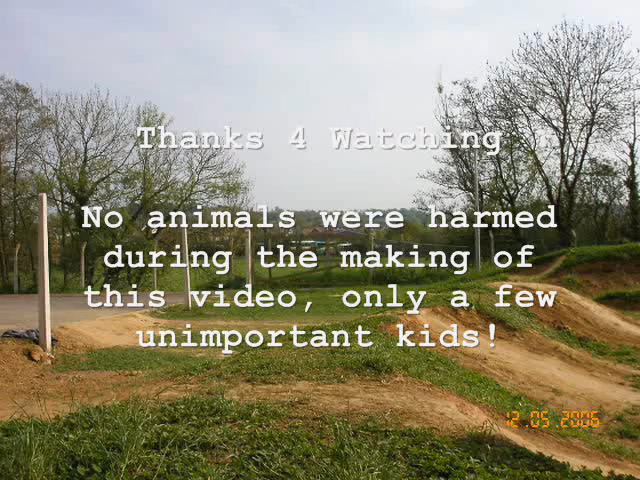 Thanks 4 Watching
No animals were harmed
during the making of
this video, only a few
unimportant kids!
12.05.2006